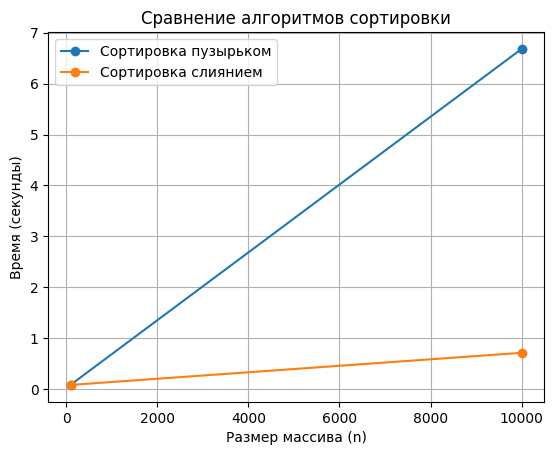 Сравнение алгоритмов сортировки
Сортировка пузырьком
Сортировка слиянием
7
6
5
4
3
2
1
0
Время (секунды)
0
2000
4000
6000
8000
10000
Размер массива (n)